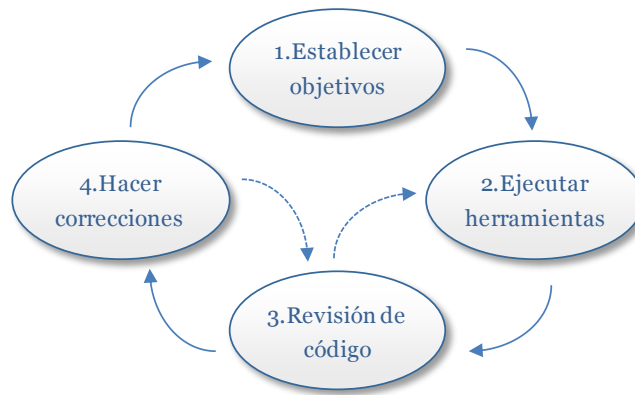 1.Establecer
objetivos
2.Ejecutar
herramientas
3.Revisión de
código
4.Hacer
correcciones